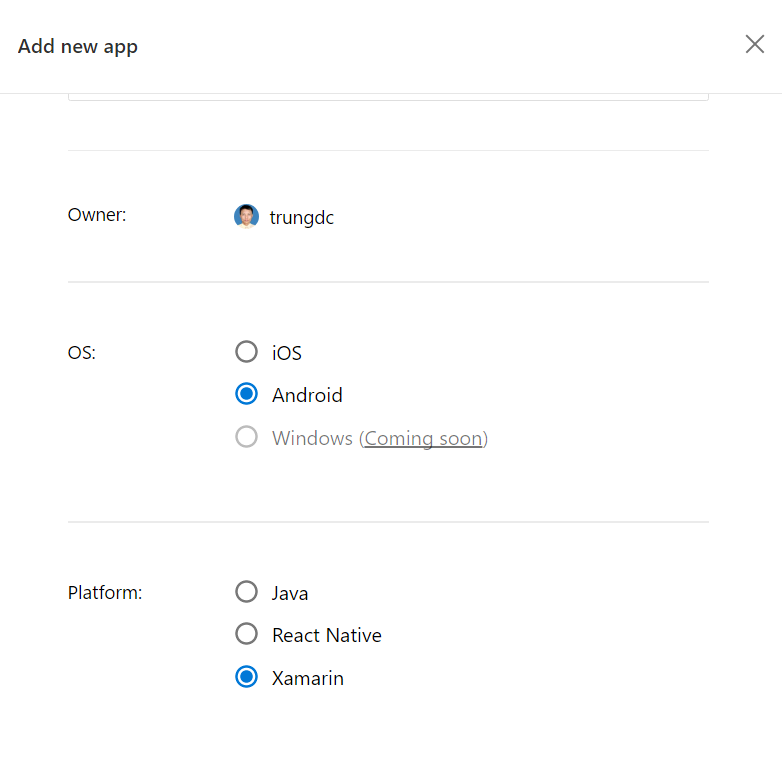 Add new app
Owner: trungdc
OS: iOS
Android
Windows (Coming soon)
Platform: Java
React Native
Xamarin